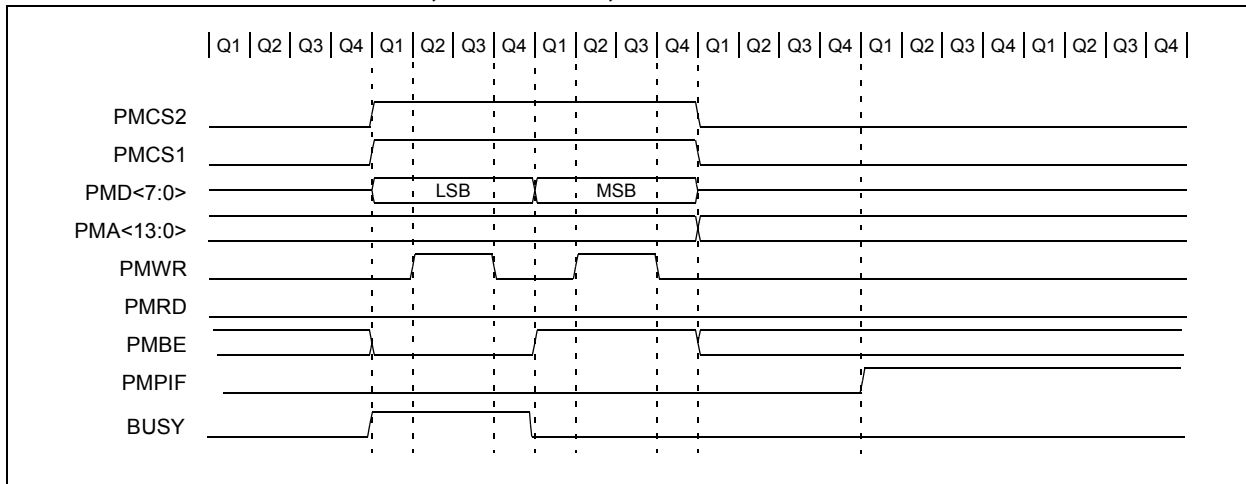 Q1 Q2 Q3 Q4 Q1 Q2 Q3 Q4 Q1 Q2 Q3 Q4 Q1 Q2 Q3 Q4 Q1 Q2 Q3 Q4 Q1 Q2 Q3 Q4
PMCS2
PMCS1
PMD<7:0> LSB MSB
PMA<13:0>
PMWR
PMRD
PMBE
PMPIF
BUSY